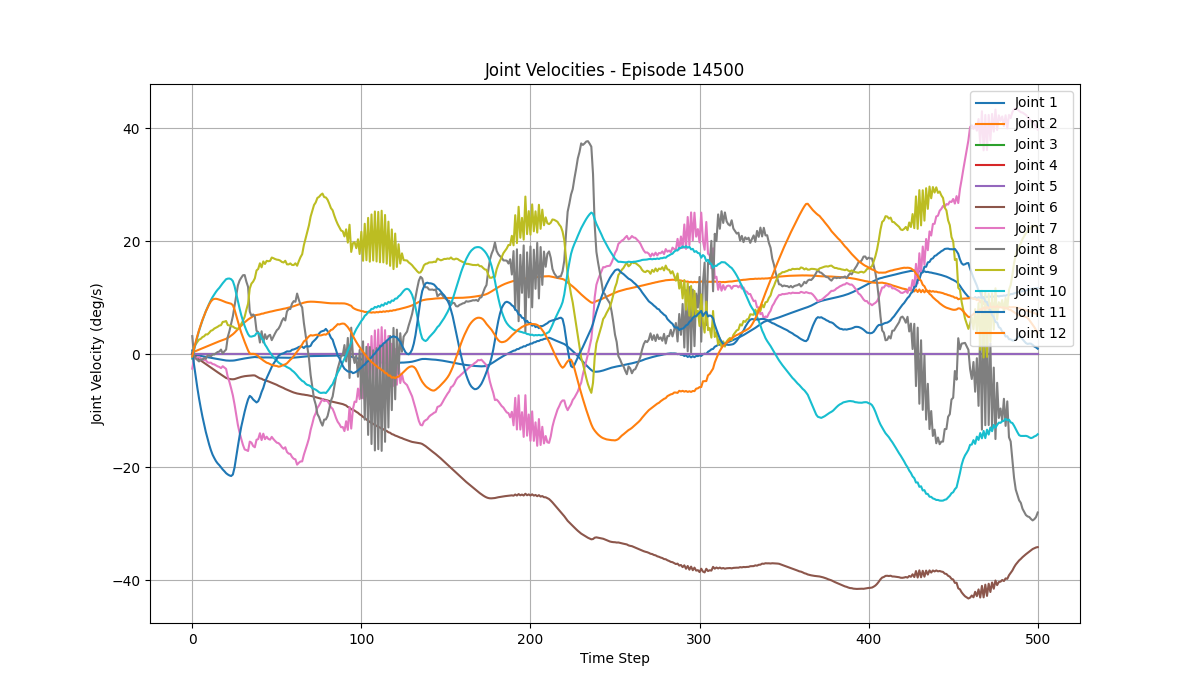 Joint Velocities - Episode 14500
Joint Velocity (deg/s)
40
20
0
−20
−40
0 100 200 300 400 500
Time Step
Joint 1
Joint 2
Joint 3
Joint 4
Joint 5
Joint 6
Joint 7
Joint 8
Joint 9
Joint 10
Joint 11
Joint 12